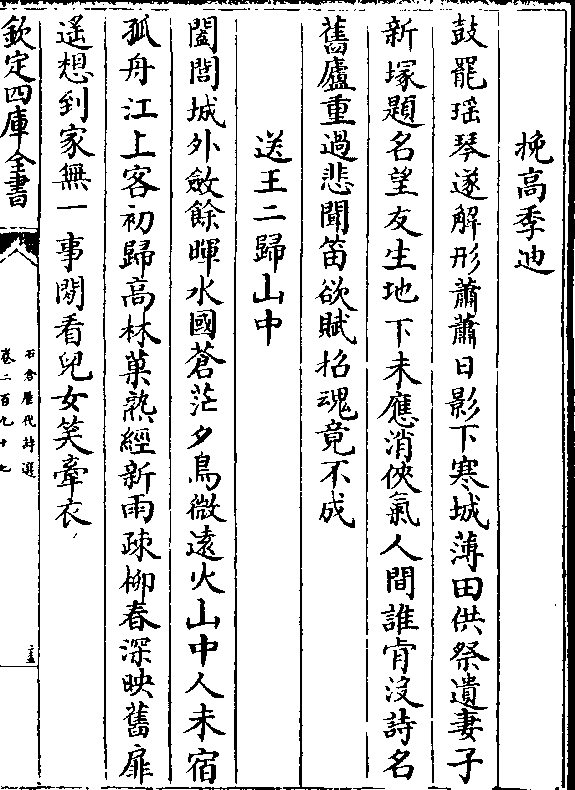 挽高季迪
鼓罷瑶琴遂解形蕭蕭日影下寒城薄田供祭遺妻子
新塚題名望友生地下未應消俠氣人間誰肯沒詩名
舊廬重過悲聞笛欲賦招魂竟不成
送王二歸山中
闔閭城外斂餘暉水國蒼茫夕鳥微逺火山中人未宿
孤舟江上客初歸高林菓熟經新雨疎柳春深映舊扉
遥想到家無一事閒看兒女笑牽衣
欽定四庫全書
石倉歷代詩選
卷二百九十七